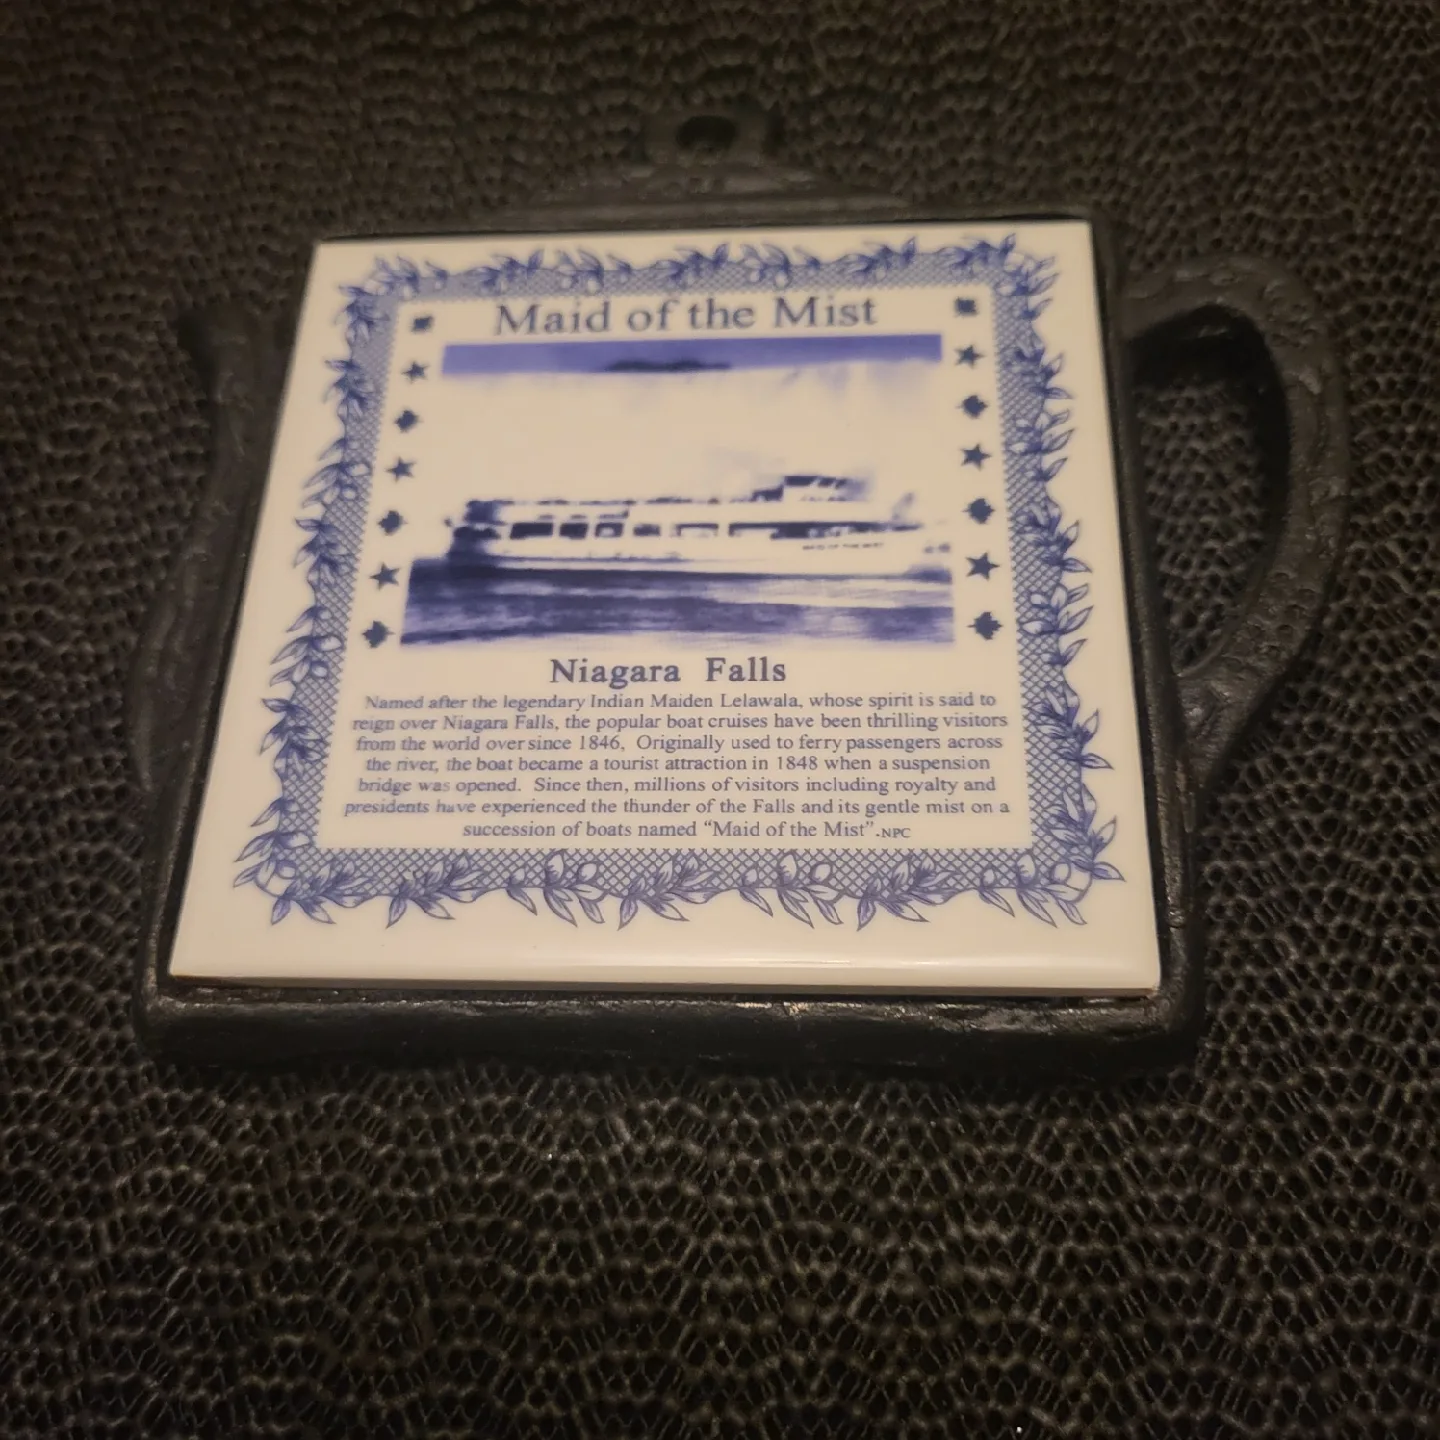 Maid of the Mist
Niagara Falls
Named after the legendary Indian Maiden Lelawala, whose spirit is said to
reign over Niagara Falls, the popular boat cruises have been thrilling visitors
from the world over since 1846, Originally used to ferry passengers across
the river, the boat became a tourist attraction in 1848 when a suspension
bridge was opened. Since then, millions of visitors including royalty and
presidents have experienced the thunder of the Falls and its gentle mist on a
succession of boats named “Maid of the Mist”.NPC